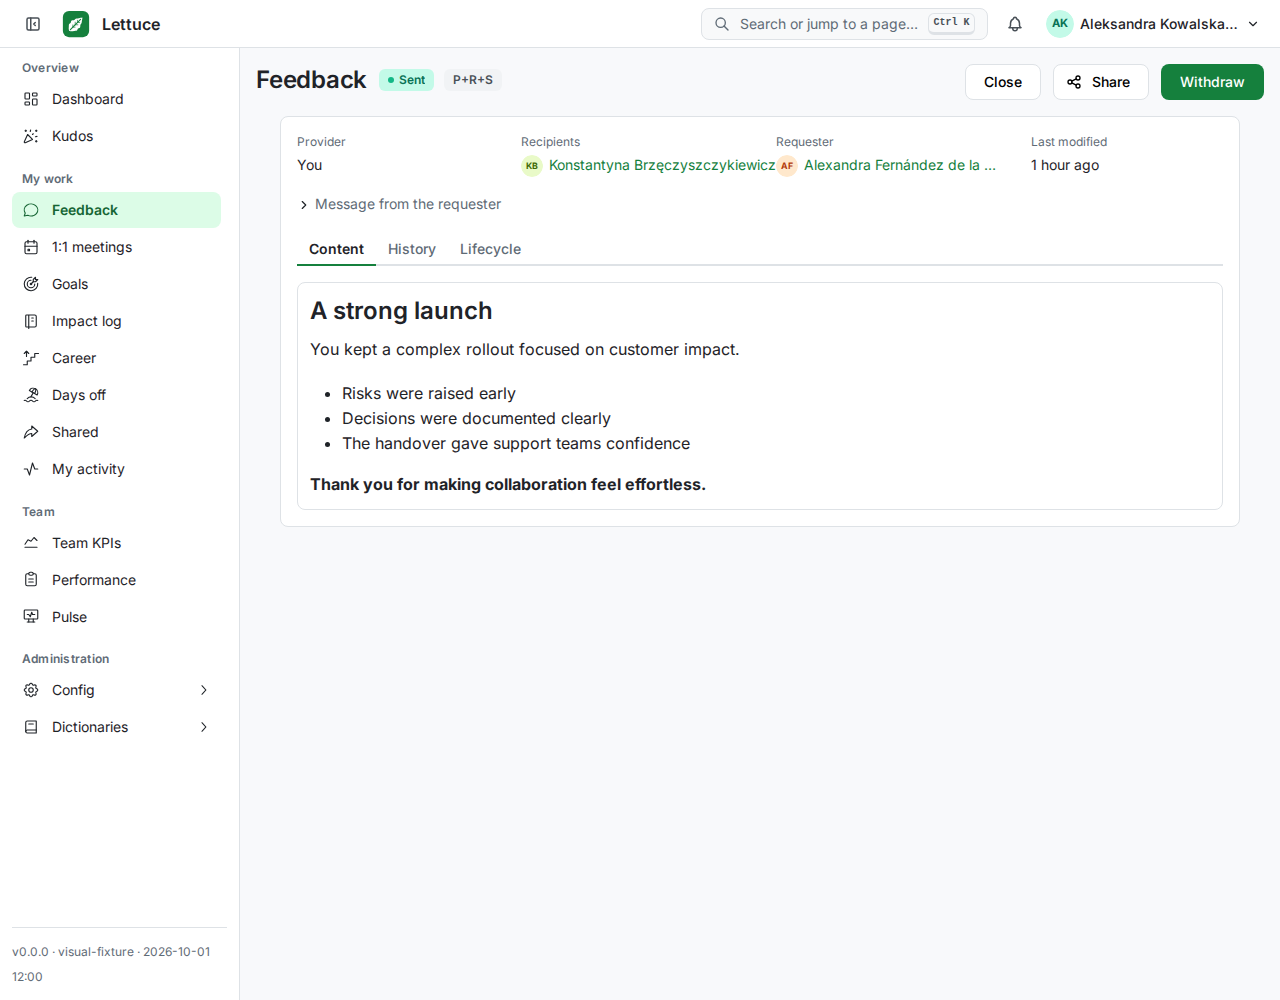 Lettuce
Search or jump to a page...
Ctrl K
AK
Aleksandra Kowalska...
Overview
Dashboard
Kudos
My work
Feedback
1:1 meetings
Goals
Impact log
Career
Days off
Shared
My activity
Team
Team KPIs
Performance
Pulse
Administration
Config
Dictionaries
v0.0.0 · visual-fixture · 2026-10-01
12:00
Feedback
Sent
P+R+S
Close
Share
Withdraw
Provider
You
Recipients
KB Konstantyna Brzęczyszczykiewicz
Requester
AF Alexandra Fernández de la ...
Last modified
1 hour ago
Message from the requester
Content
History
Lifecycle
A strong launch
You kept a complex rollout focused on customer impact.
• Risks were raised early
• Decisions were documented clearly
• The handover gave support teams confidence
Thank you for making collaboration feel effortless.